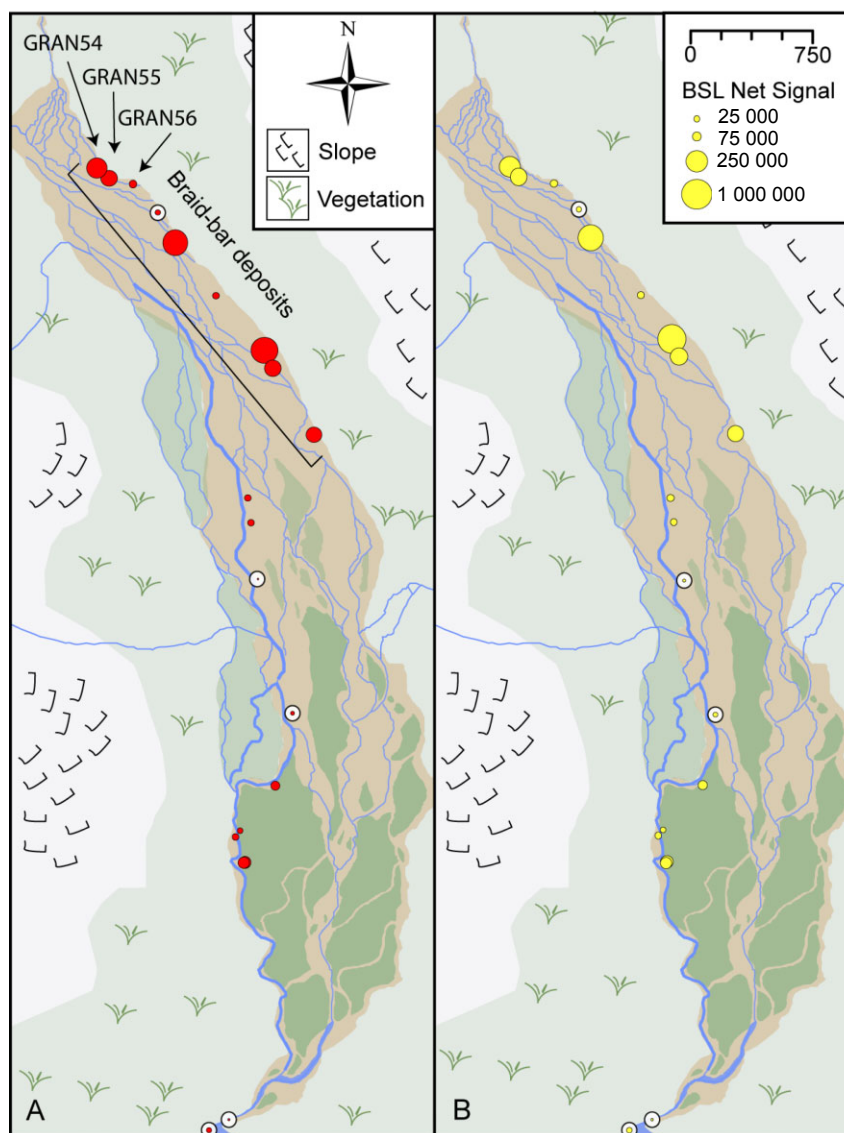 GRAN54
GRAN55
GRAN56
Braid-bar deposits
N
Slope
Vegetation
A
0 750
BSL Net Signal
25 000
75 000
250 000
1 000 000
B